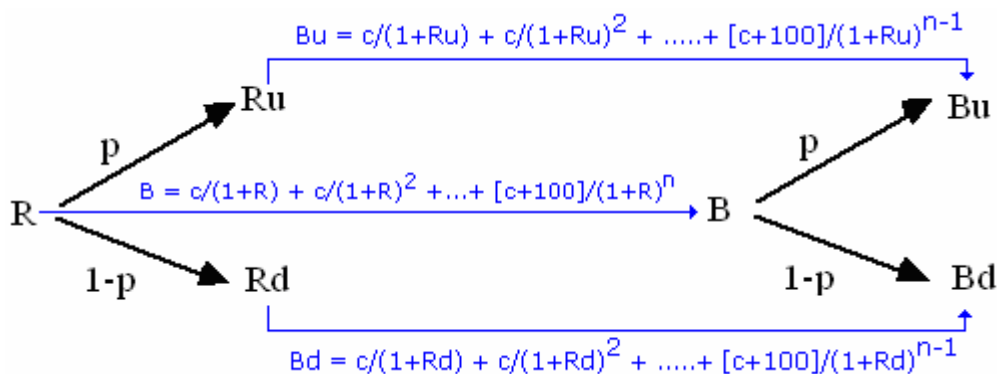 Bu = c/(1+Ru) + c/(1+Ru)^2 + .....+ [c+100]/(1+Ru)^n-1
Ru
Bu
p
p
B = c/(1+R) + c/(1+R)^2 +...+ [c+100]/(1+R)^n
R
B
1-p
Rd
1-p
Bd
Bd = c/(1+Rd) + c/(1+Rd)^2 + .....+ [c+100]/(1+Rd)^n-1